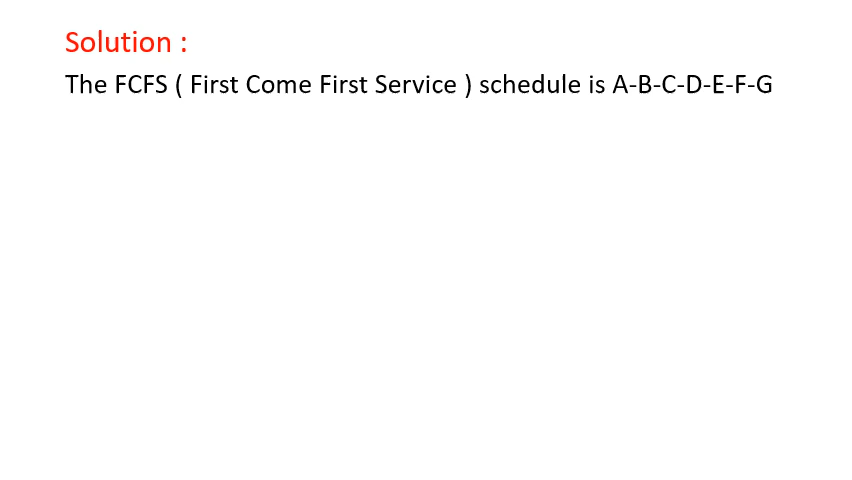 Solution :
The FCFS ( First Come First Service ) schedule is A-B-C-D-E-F-G